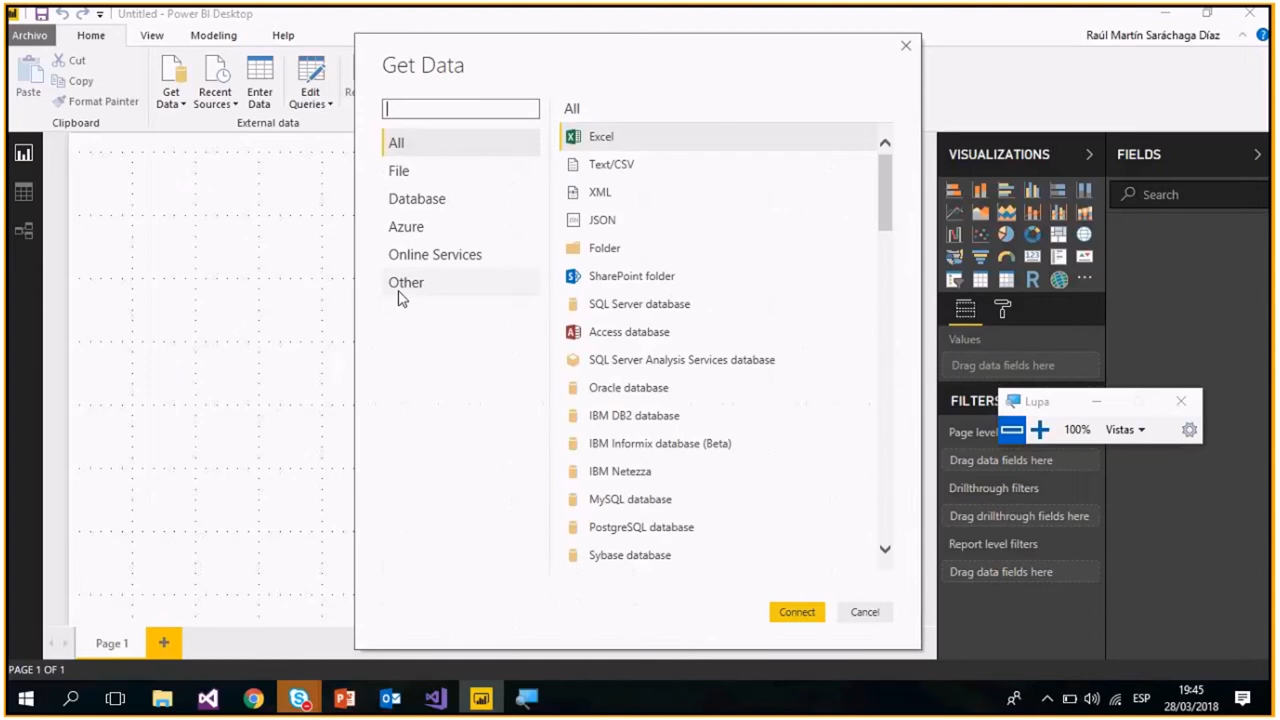 Untitled - Power BI Desktop
Archivo Home View Modeling Help
Raúl Martín Saráchaga Díaz
Paste
Cut
Copy
Format Painter
Clipboard
Get Data
Recent Sources
Enter Data
Edit Queries
External data
Get Data
All
File
Database
Azure
Online Services
Other
All
Excel
Text/CSV
XML
JSON
Folder
SharePoint folder
SQL Server database
Access database
SQL Server Analysis Services database
Oracle database
IBM DB2 database
IBM Informix database (Beta)
IBM Netezza
MySQL database
PostgreSQL database
Sybase database
Connect Cancel
VISUALIZATIONS
Values
Drag data fields here
FILTERS
Page level
Drag data fields here
Drillthrough filters
Drag drillthrough fields here
Report level filters
Drag data fields here
FIELDS
Search
Lupa
100% Vistas
Page 1
PAGE 1 OF 1
ESP
19:45
28/03/2018